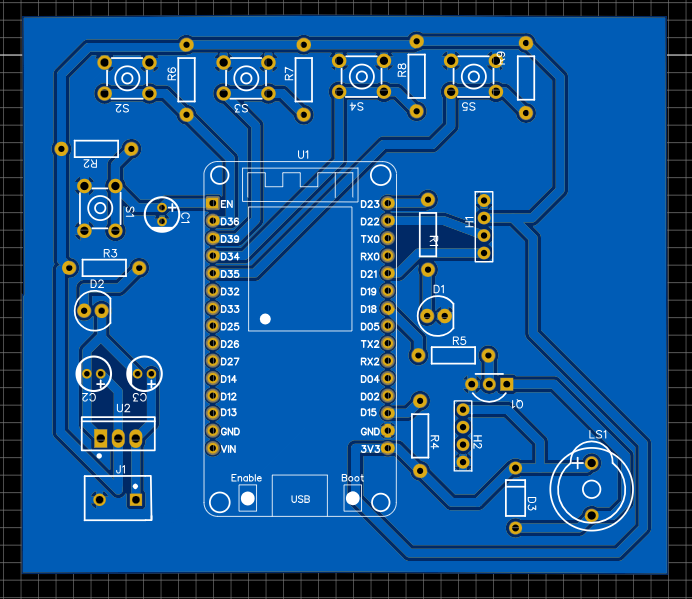 R6
R7
R8
R9
S2
S3
S4
S5
U1
R2
S1
C1
R3
D2
C2
C3
U2
J1
EN
D36
D39
D34
D35
D32
D33
D25
D26
D27
D14
D12
D13
GND
VIN
D23
D22
TX0
RX0
D21
D19
D18
D05
TX2
RX2
D04
D02
D15
GND
3V3
Enable
USB
Boot
H1
R1
D1
R5
Q1
R4
H2
LS1
+
D3
+
+
+